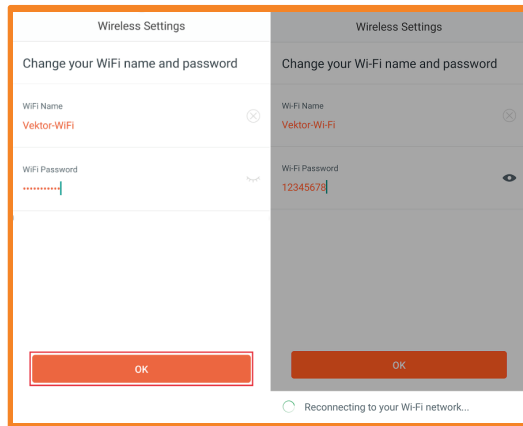 Wireless Settings
Change your WiFi name and password
WiFi Name
Vektor-WiFi
WiFi Password
•••••••••••
OK
Wireless Settings
Change your Wi-Fi name and password
Wi-Fi Name
Vektor-Wi-Fi
Wi-Fi Password
12345678
OK
Reconnecting to your Wi-Fi network...